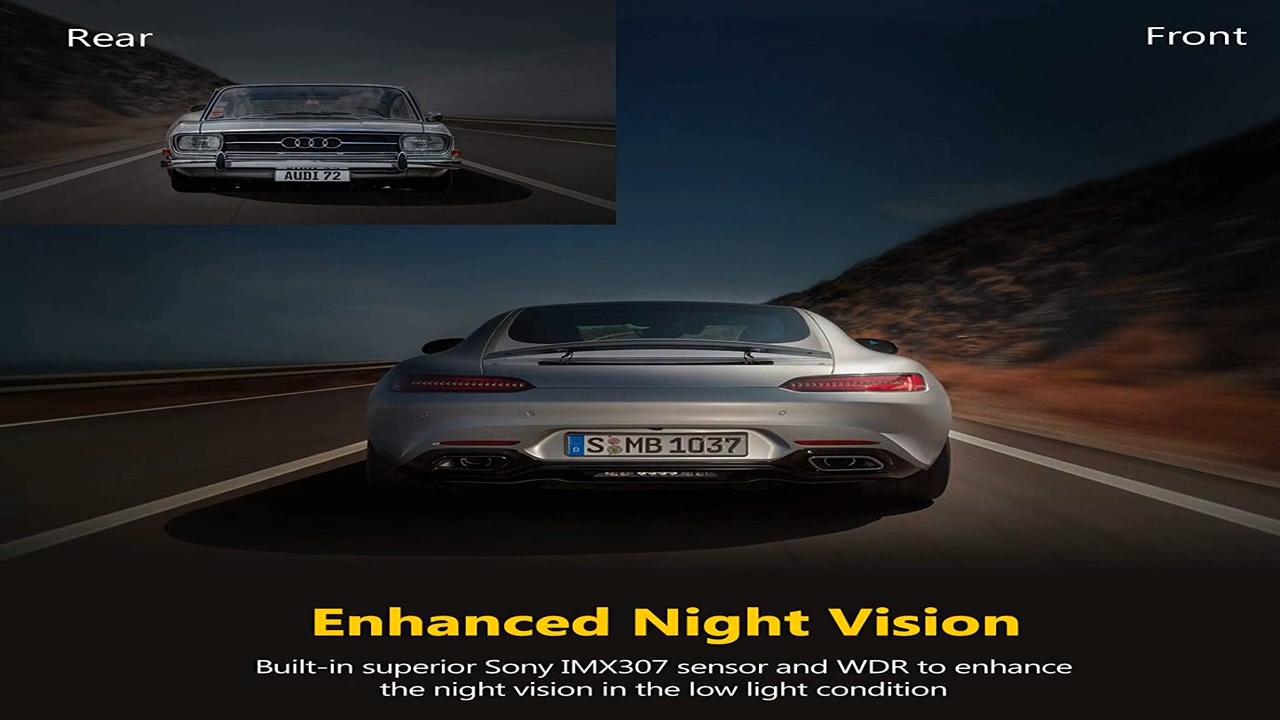 Rear
Front
AUDI 72
S MB 1037
D
Enhanced Night Vision
Built-in superior Sony IMX307 sensor and WDR to enhance
the night vision in the low light condition